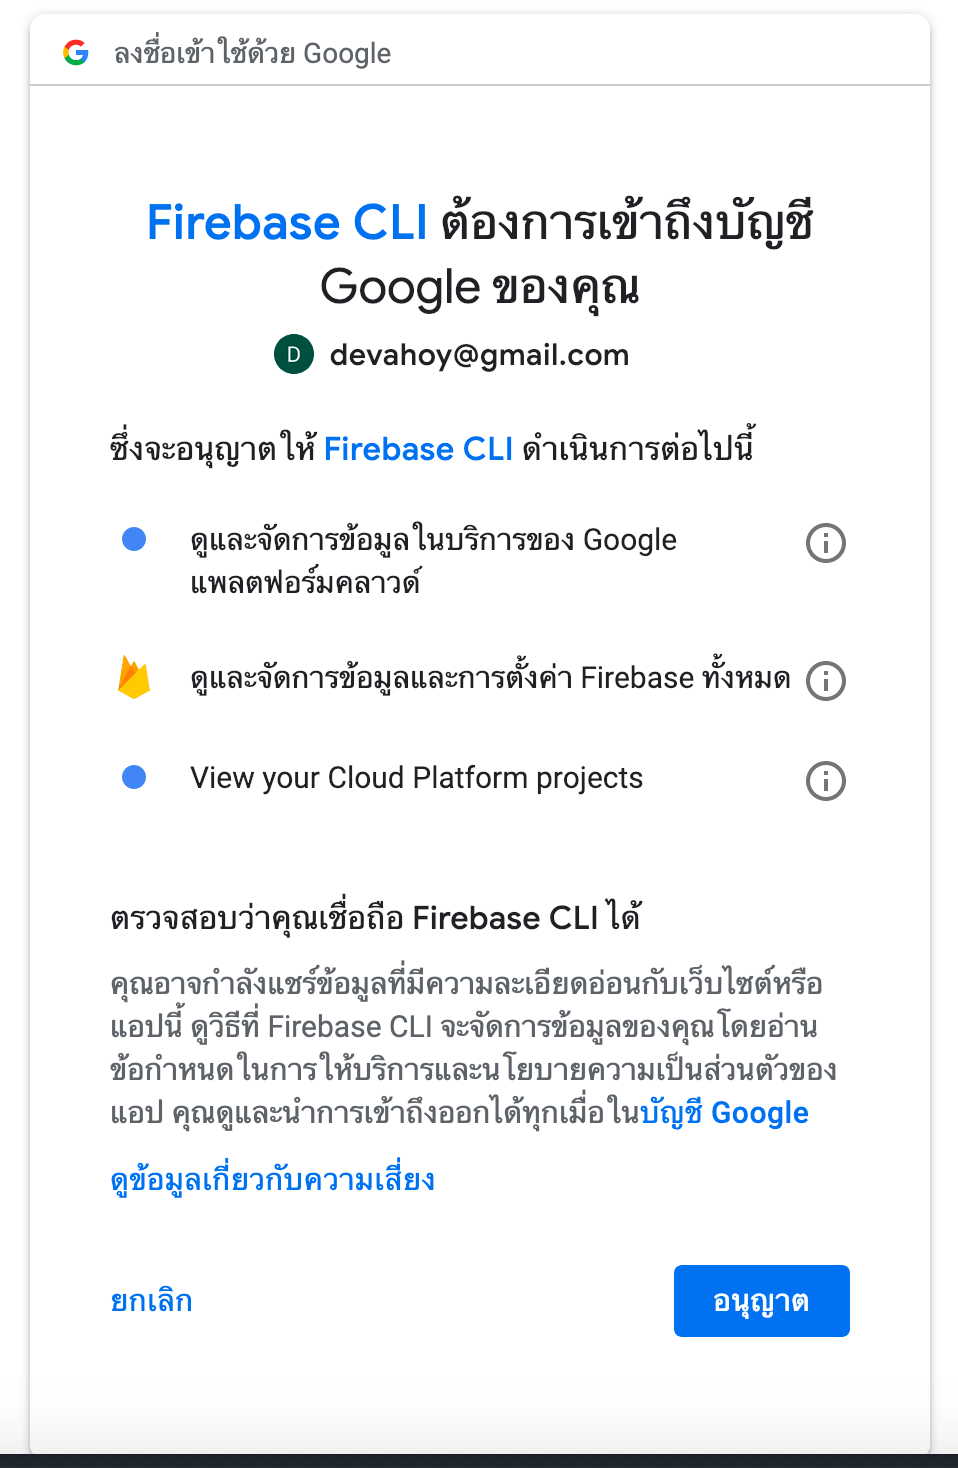 ลงชื่อเข้าใช้ด้วย Google
Firebase CLI ต้องการเข้าถึงบัญชี
Google ของคุณ
D devahoy@gmail.com
ซึ่งจะอนุญาตให้ Firebase CLI ดำเนินการต่อไปนี้
ดูและจัดการข้อมูลในบริการของ Google
แพลตฟอร์มคลาวด์
ดูและจัดการข้อมูลและการตั้งค่า Firebase ทั้งหมด
View your Cloud Platform projects
ตรวจสอบว่าคุณเชื่อถือ Firebase CLI ได้
คุณอาจกำลังแชร์ข้อมูลที่มีความละเอียดอ่อนกับเว็บไซต์หรือ
แอปนี้ ดูวิธีที่ Firebase CLI จะจัดการข้อมูลของคุณโดยอ่าน
ข้อกำหนดในการให้บริการและนโยบายความเป็นส่วนตัวของ
แอป คุณดูและนำการเข้าถึงออกได้ทุกเมื่อในบัญชี Google
ดูข้อมูลเกี่ยวกับความเสี่ยง
ยกเลิก
อนุญาต